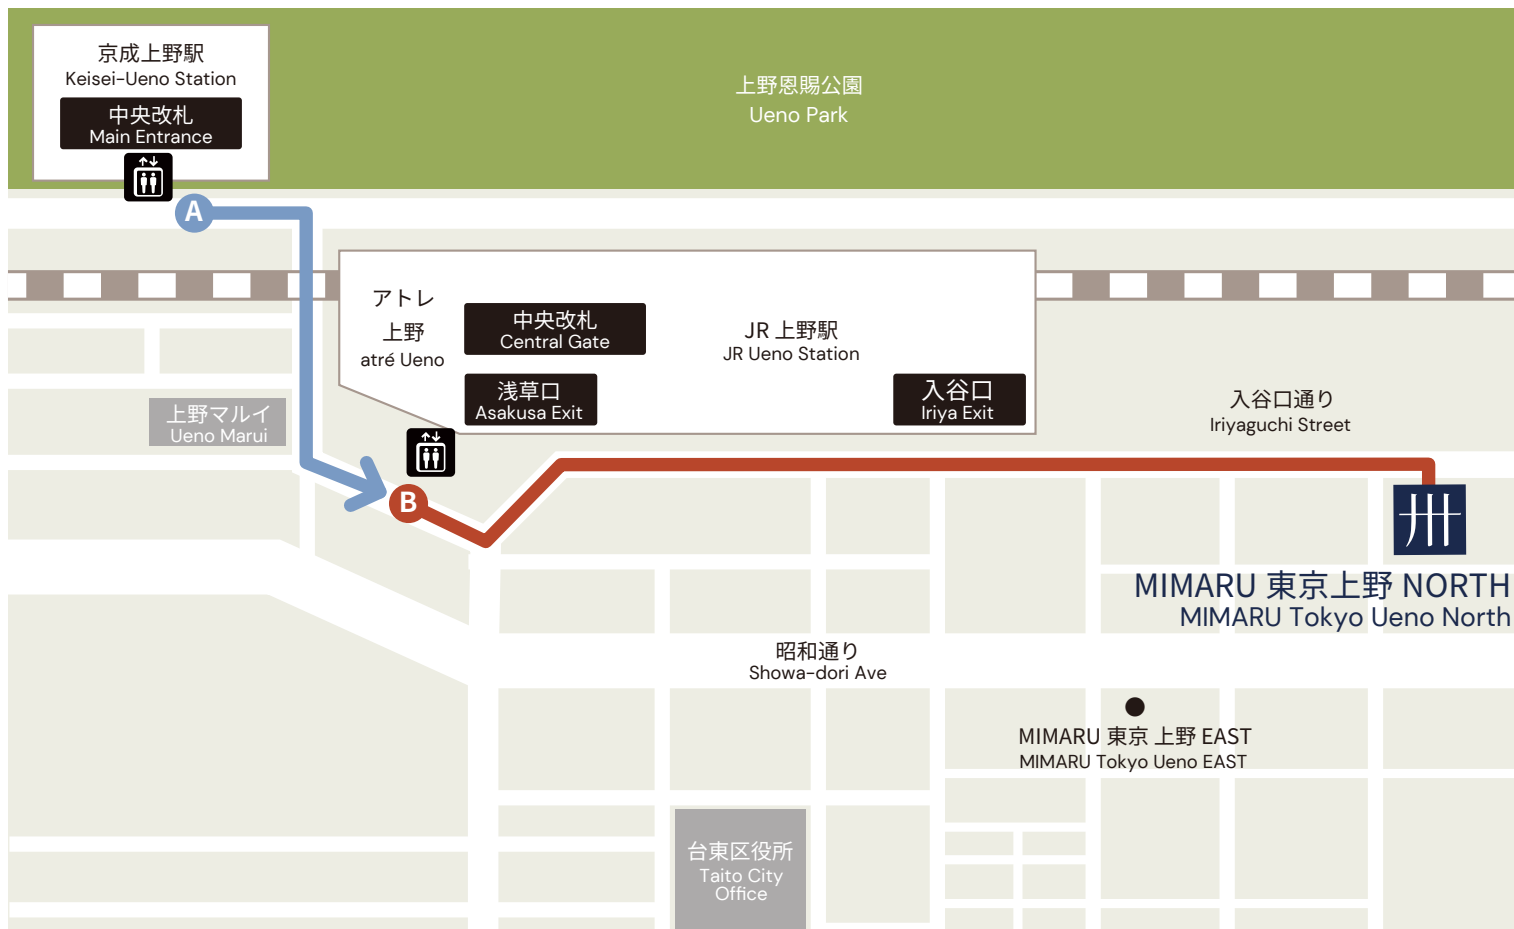 京成上野駅
Keisei-Ueno Station
中央改札
Main Entrance
上野恩賜公園
Ueno Park
A
アトレ
上野
atré Ueno
中央改札
Central Gate
JR 上野駅
JR Ueno Station
浅草口
Asakusa Exit
入谷口
Iriya Exit
入谷口通り
Iriyaguchi Street
上野マルイ
Ueno Marui
B
MIMARU 東京上野 NORTH
MIMARU Tokyo Ueno North
昭和通り
Showa-dori Ave
MIMARU 東京 上野 EAST
MIMARU Tokyo Ueno EAST
台東区役所
Taito City
Office